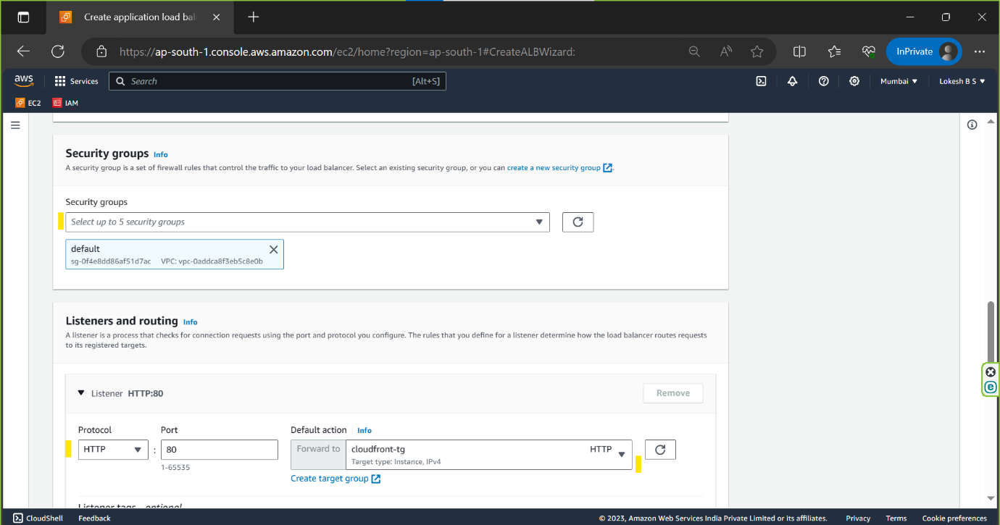 Create application load bal
https://ap-south-1.console.aws.amazon.com/ec2/home?region=ap-south-1#CreateALBWizard:
InPrivate
aws
Services
Search
[Alt+S]
Mumbai
Lokesh B S
EC2
IAM
Security groups Info
A security group is a set of firewall rules that control the traffic to your load balancer. Select an existing security group, or you can create a new security group.
Security groups
Select up to 5 security groups
default
sg-0f4e8dd86af51d7ac VPC: vpc-0addca8f3eb5c8e0b
Listeners and routing Info
A listener is a process that checks for connection requests using the port and protocol you configure. The rules that you define for a listener determine how the load balancer routes requests
to its registered targets.
Listener HTTP:80
Remove
Protocol Port Default action Info
HTTP : 80 Forward to cloudfront-tg HTTP
Target type: Instance, IPv4
1-65535
Create target group
Listener tags - optional
CloudShell Feedback © 2023, Amazon Web Services India Private Limited or its affiliates. Privacy Terms Cookie preferences